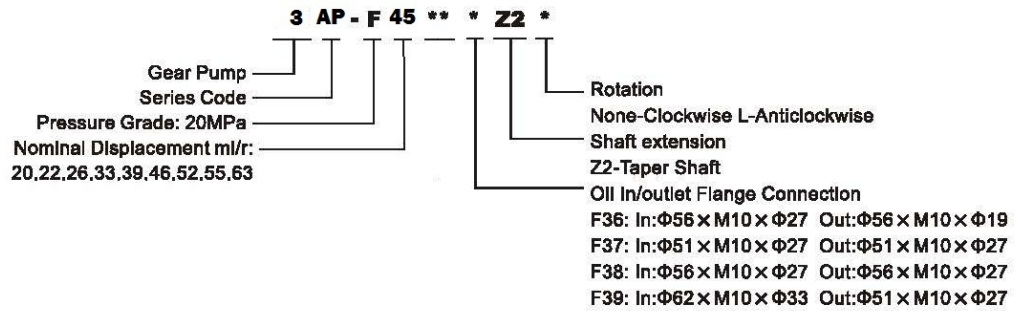 3 AP - F 45 ** * Z2 *
Gear Pump
Series Code
Pressure Grade: 20MPa
Nominal Displacement ml/r:
20,22,26,33,39,46,52,55,63
Rotation
None-Clockwise L-Anticlockwise
Shaft extension
Z2-Taper Shaft
Oil In/outlet Flange Connection
F36: In:Φ56×M10×Φ27 Out:Φ56×M10×Φ19
F37: In:Φ51×M10×Φ27 Out:Φ51×M10×Φ27
F38: In:Φ56×M10×Φ27 Out:Φ56×M10×Φ27
F39: In:Φ62×M10×Φ33 Out:Φ51×M10×Φ27